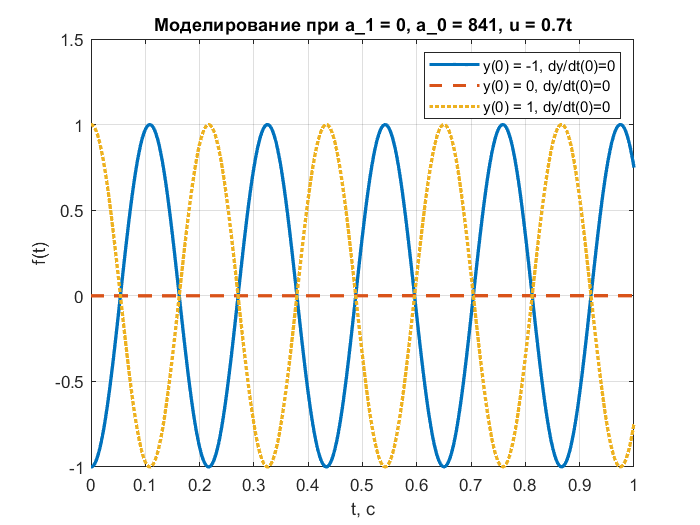 Моделирование при a_1 = 0, a_0 = 841, u = 0.7t
y(0) = -1, dy/dt(0)=0
y(0) = 0, dy/dt(0)=0
y(0) = 1, dy/dt(0)=0
f(t)
1.5
1
0.5
0
-0.5
-1
0 0.1 0.2 0.3 0.4 0.5 0.6 0.7 0.8 0.9 1
t, с